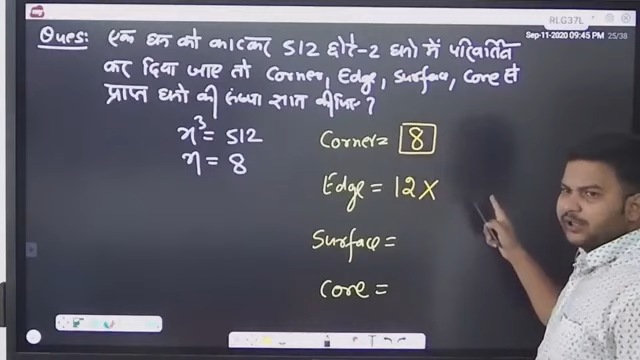 RLG37L
Sep-11-2020 09:45 PM 25/38
Ques: एक घन को काटकर 512 छोटे-2 घनो में परिवर्तित
कर दिया जाए तो Corner, Edge, Surface, Core से
प्राप्त घनो की संख्या ज्ञात कीजिए?
n³ = 512
n = 8
Corner = 8
Edge = 12 x
Surface =
Core =